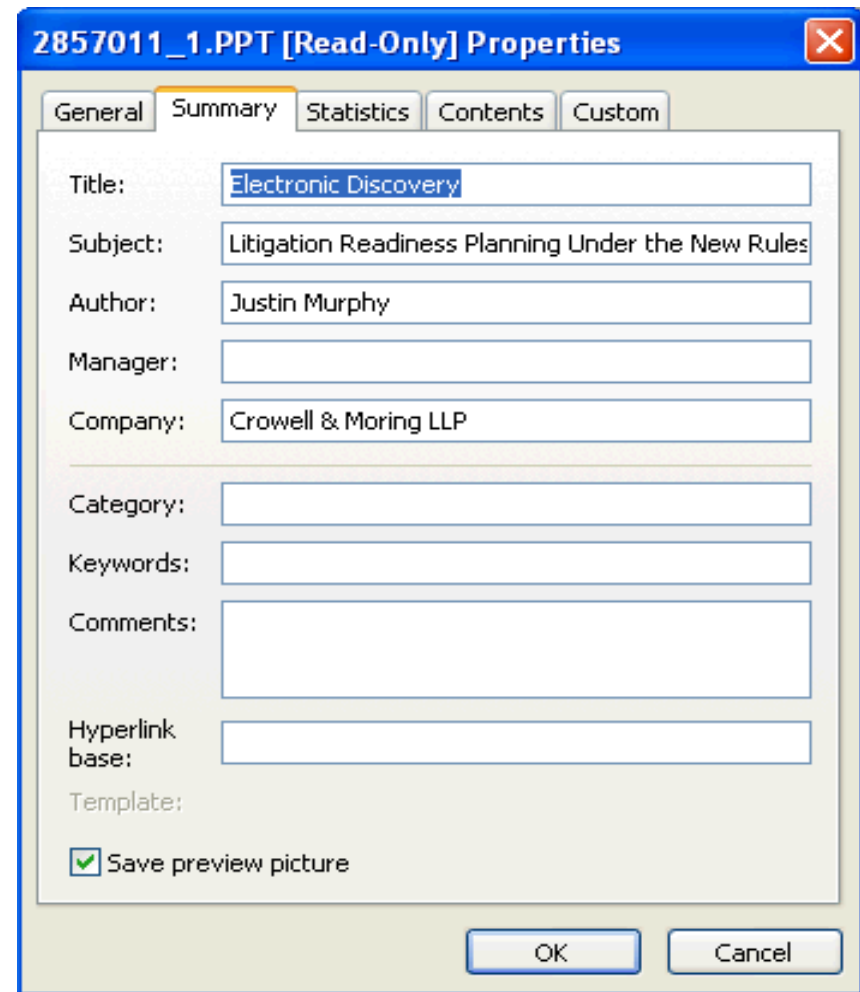 2857011_1.PPT [Read-Only] Properties
General Summary Statistics Contents Custom
Title: Electronic Discovery
Subject: Litigation Readiness Planning Under the New Rules
Author: Justin Murphy
Manager:
Company: Crowell & Moring LLP
Category:
Keywords:
Comments:
Hyperlink
base:
Template:
Save preview picture
OK Cancel